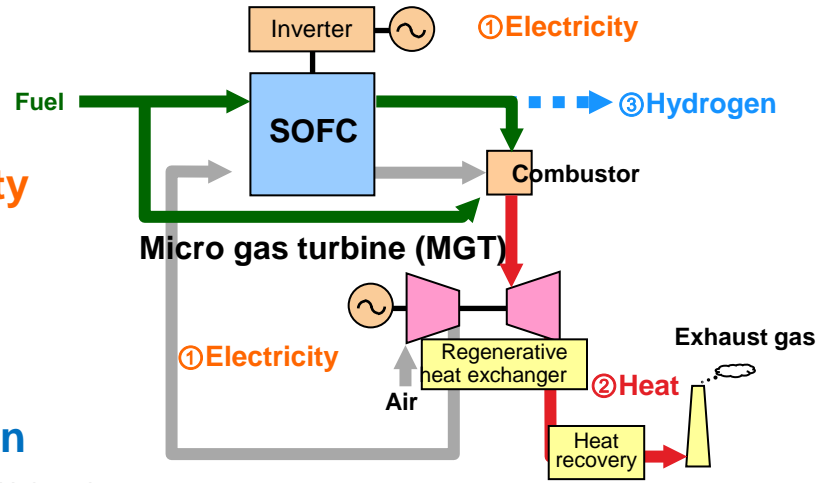 Inverter
①Electricity
Fuel
SOFC
③Hydrogen
ty
Combustor
Micro gas turbine (MGT)
Exhaust gas
①Electricity
Regenerative
heat exchanger
②Heat
Air
n
Heat
recovery